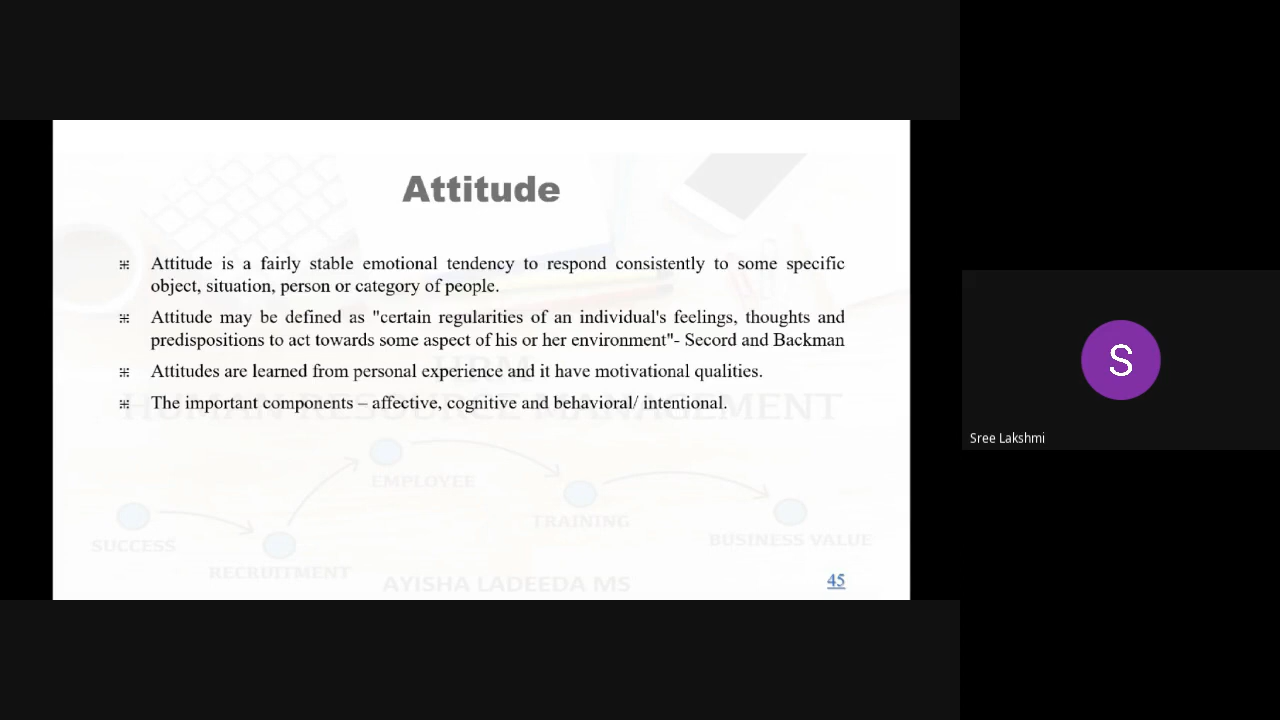 Attitude
Attitude is a fairly stable emotional tendency to respond consistently to some specific
object, situation, person or category of people.
Attitude may be defined as "certain regularities of an individual's feelings, thoughts and
predispositions to act towards some aspect of his or her environment"- Secord and Backman
Attitudes are learned from personal experience and it have motivational qualities.
HRM
The important components – affective, cognitive and behavioral/ intentional.
HUMAN RESOURCE MANAGEMENT
EMPLOYEE
TRAINING
BUSINESS VALUE
SUCCESS
RECRUITMENT
AYISHA LADEEDA MS
45
S
Sree Lakshmi